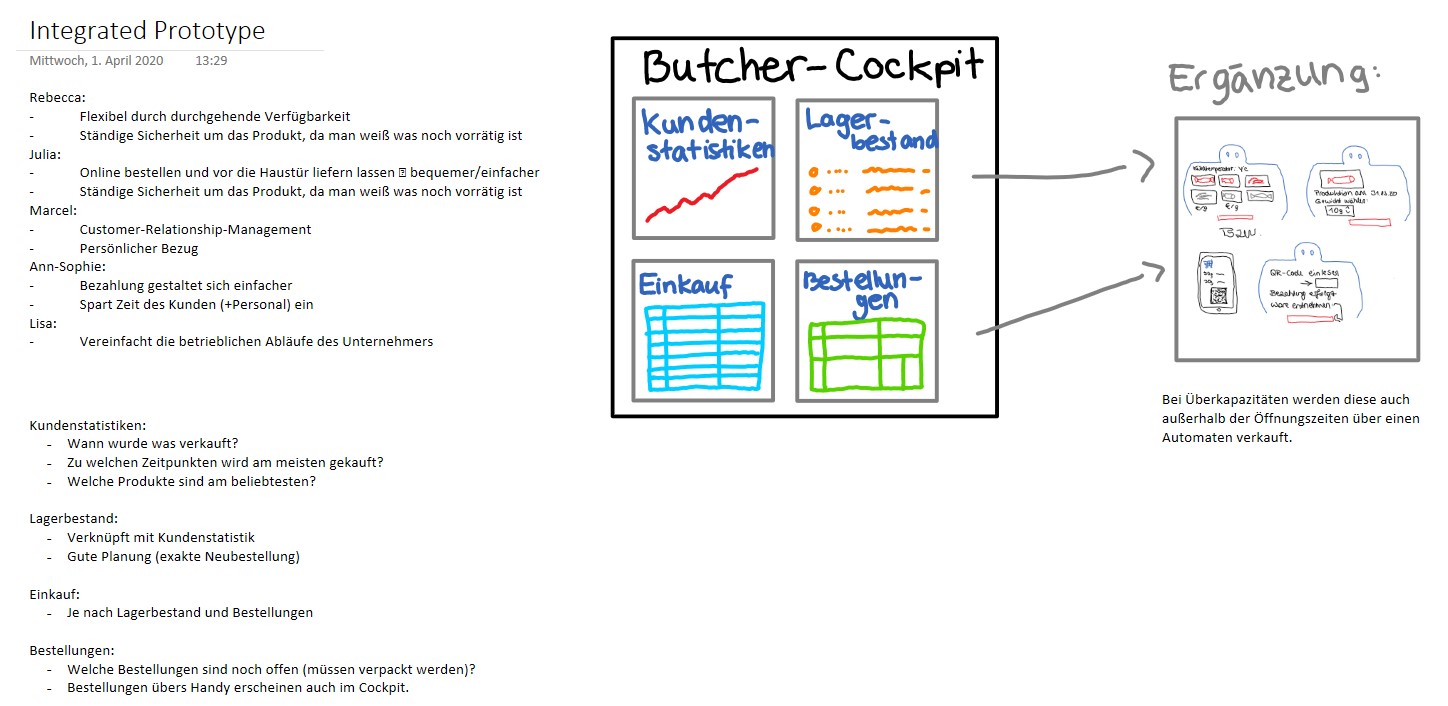 Integrated Prototype
Mittwoch, 1. April 2020 13:29
Rebecca:
- Flexibel durch durchgehende Verfügbarkeit
- Ständige Sicherheit um das Produkt, da man weiß was noch vorrätig ist
Julia:
- Online bestellen und vor die Haustür liefern lassen bequemer/einfacher
- Ständige Sicherheit um das Produkt, da man weiß was noch vorrätig ist
Marcel:
- Customer-Relationship-Management
- Persönlicher Bezug
Ann-Sophie:
- Bezahlung gestaltet sich einfacher
- Spart Zeit des Kunden (+Personal) ein
Lisa:
- Vereinfacht die betrieblichen Abläufe des Unternehmers
Kundenstatistiken:
- Wann wurde was verkauft?
- Zu welchen Zeitpunkten wird am meisten gekauft?
- Welche Produkte sind am beliebtesten?
Lagerbestand:
- Verknüpft mit Kundenstatistik
- Gute Planung (exakte Neubestellung)
Einkauf:
- Je nach Lagerbestand und Bestellungen
Bestellungen:
- Welche Bestellungen sind noch offen (müssen verpackt werden)?
- Bestellungen übers Handy erscheinen auch im Cockpit.
Butcher-Cockpit
Kunden-
statistiken
Lager-
bestand
Einkauf
Bestellun-
gen
Ergänzung:
€/g €/g
Produktion am 31.03.20
Gewicht wählen:
10g
Bzw.
QR-Code einlesen
Bezahlung erfolgt
Ware entnehmen
Bei Überkapazitäten werden diese auch
außerhalb der Öffnungszeiten über einen
Automaten verkauft.